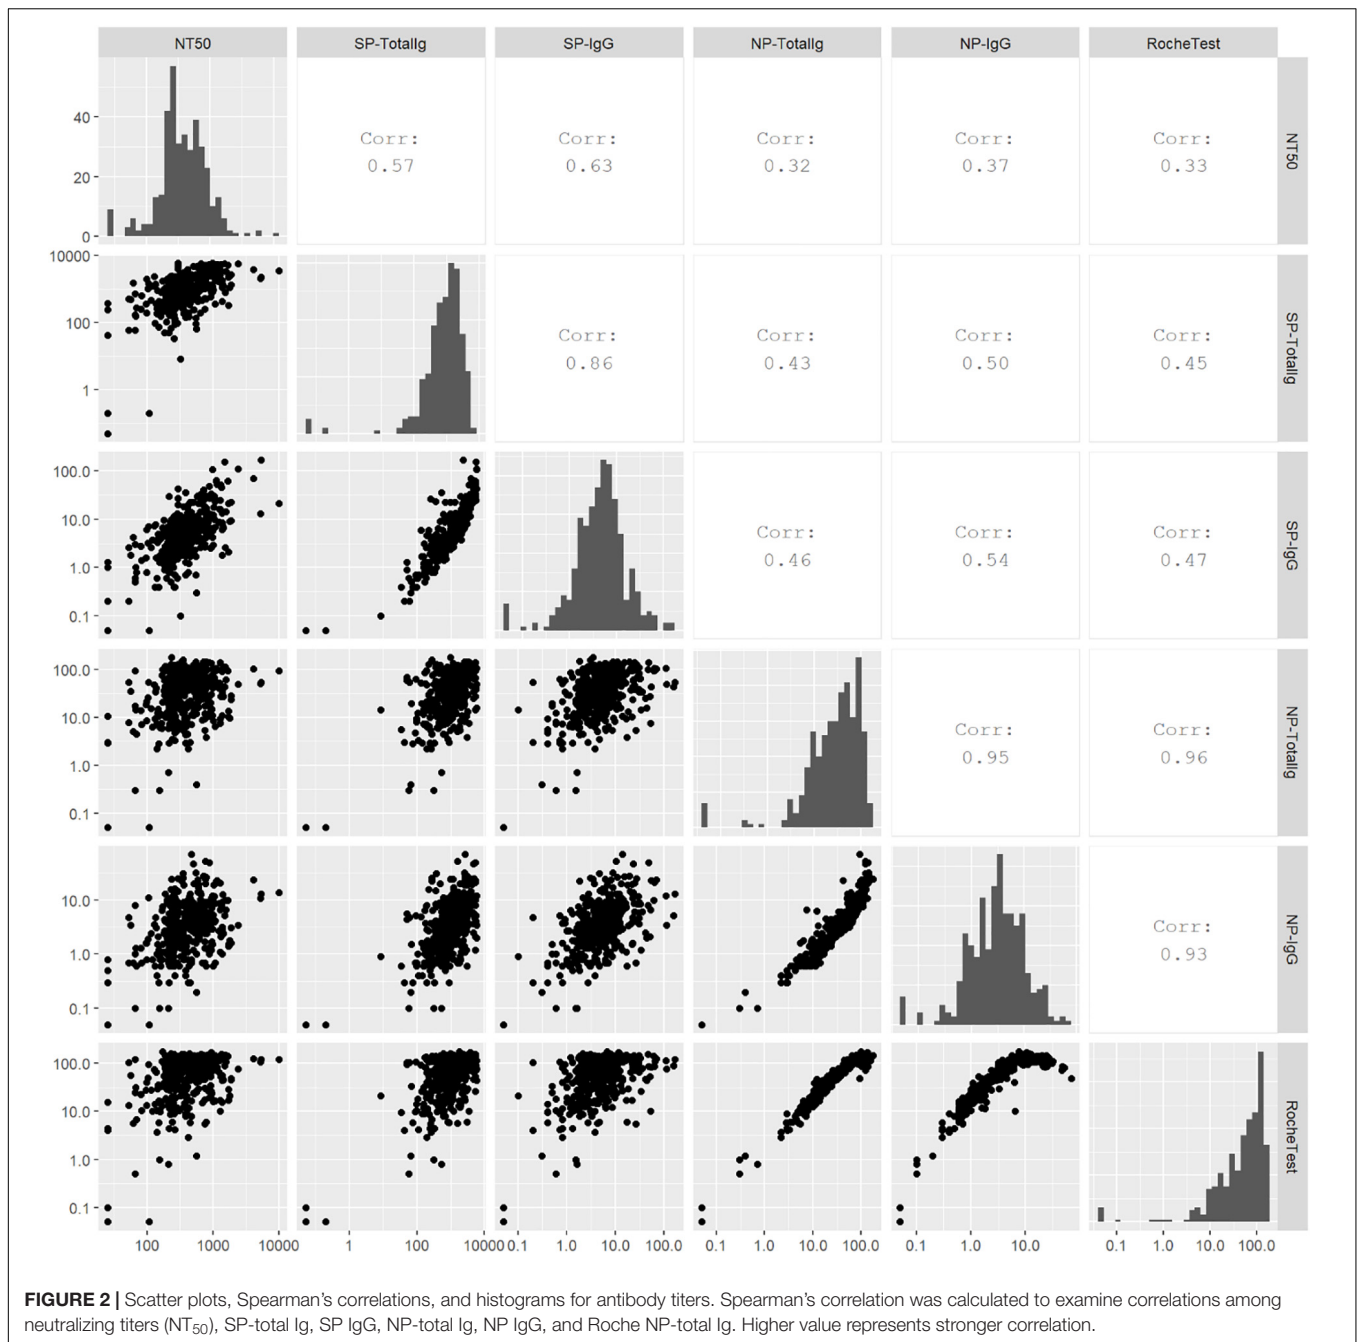 NT50 SP-TotalIg SP-IgG NP-TotalIg NP-IgG RocheTest
40
20
0
Corr: Corr: Corr: Corr: Corr:
0.57 0.63 0.32 0.37 0.33
NT50
10000
100
1
Corr: Corr: Corr: Corr:
0.86 0.43 0.50 0.45
SP-TotalIg
100.0
10.0
1.0
0.1
Corr: Corr: Corr:
0.46 0.54 0.47
SP-IgG
100.0
10.0
1.0
0.1
Corr: Corr:
0.95 0.96
NP-TotalIg
10.0
1.0
0.1
Corr:
0.93
NP-IgG
100.0
10.0
1.0
0.1
RocheTest
100 1000 10000 1 100 10000 0.1 1.0 10.0 100.0 0.1 1.0 10.0 100.0 0.1 1.0 10.0 0.1 1.0 10.0 100.0
FIGURE 2 | Scatter plots, Spearman's correlations, and histograms for antibody titers. Spearman's correlation was calculated to examine correlations among
neutralizing titers (NT50), SP-total Ig, SP IgG, NP-total Ig, NP IgG, and Roche NP-total Ig. Higher value represents stronger correlation.